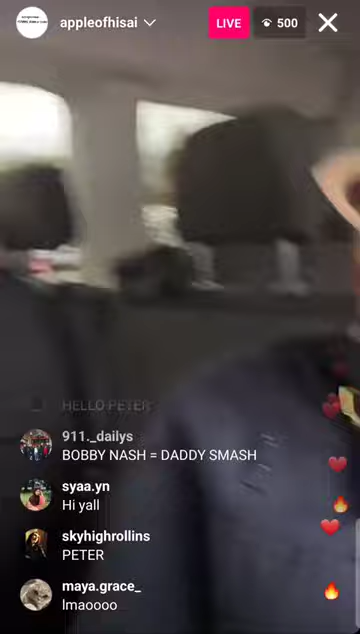 appleofhisai
LIVE
500
HELLO PETER
911._dailys
BOBBY NASH = DADDY SMASH
syaa.yn
Hi yall
skyhighrollins
PETER
maya.grace_
lmaoooo